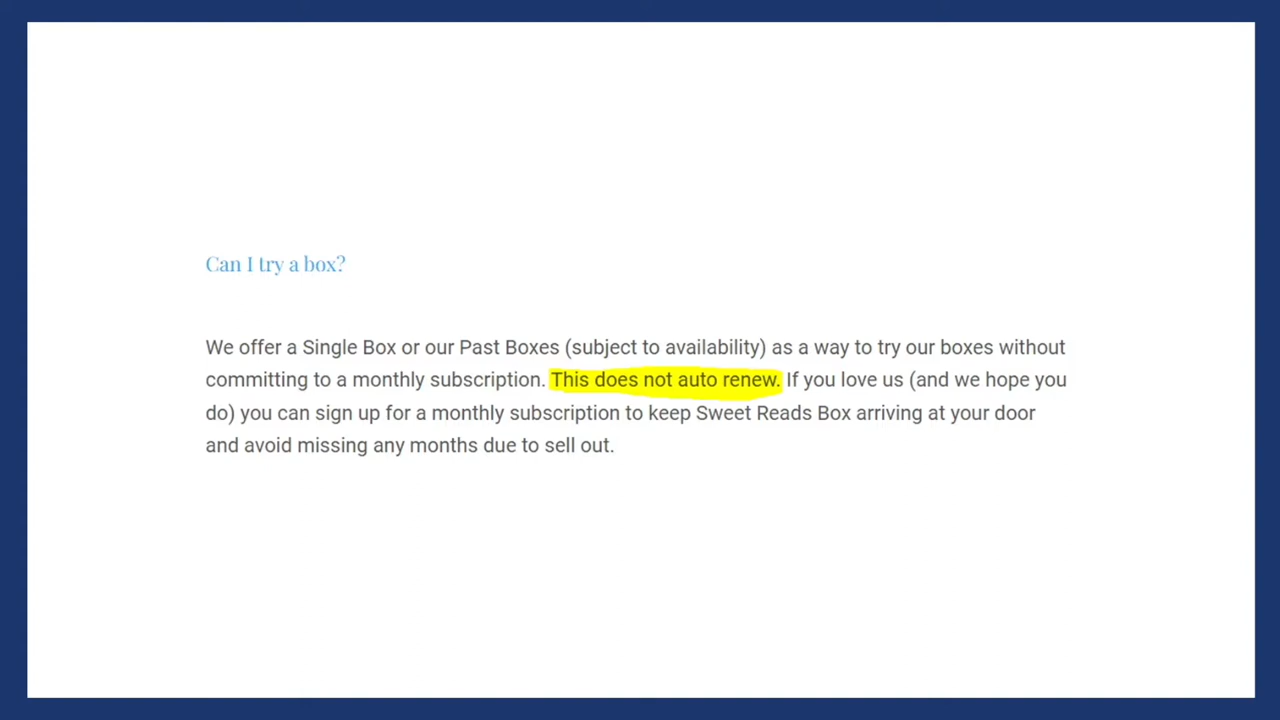 Can I try a box?
We offer a Single Box or our Past Boxes (subject to availability) as a way to try our boxes without
committing to a monthly subscription. This does not auto renew. If you love us (and we hope you
do) you can sign up for a monthly subscription to keep Sweet Reads Box arriving at your door
and avoid missing any months due to sell out.